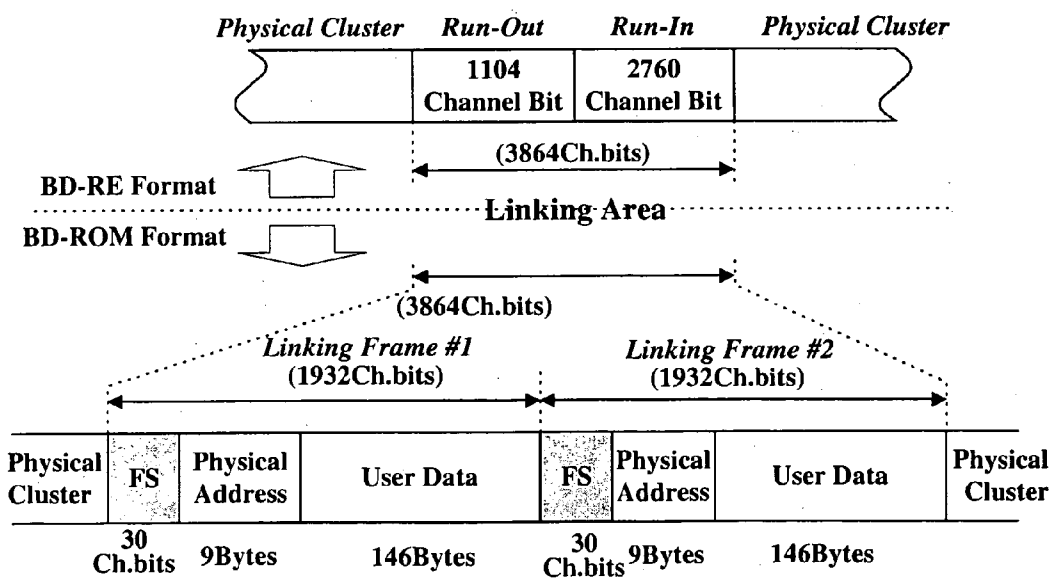 Physical Cluster Run-Out Run-In Physical Cluster
1104 Channel Bit 2760 Channel Bit
(3864Ch.bits)
BD-RE Format
Linking Area
BD-ROM Format
(3864Ch.bits)
Linking Frame #1 Linking Frame #2
(1932Ch.bits) (1932Ch.bits)
Physical Cluster FS Physical Address User Data FS Physical Address User Data Physical Cluster
30 Ch.bits 9Bytes 146Bytes 30 Ch.bits 9Bytes 146Bytes